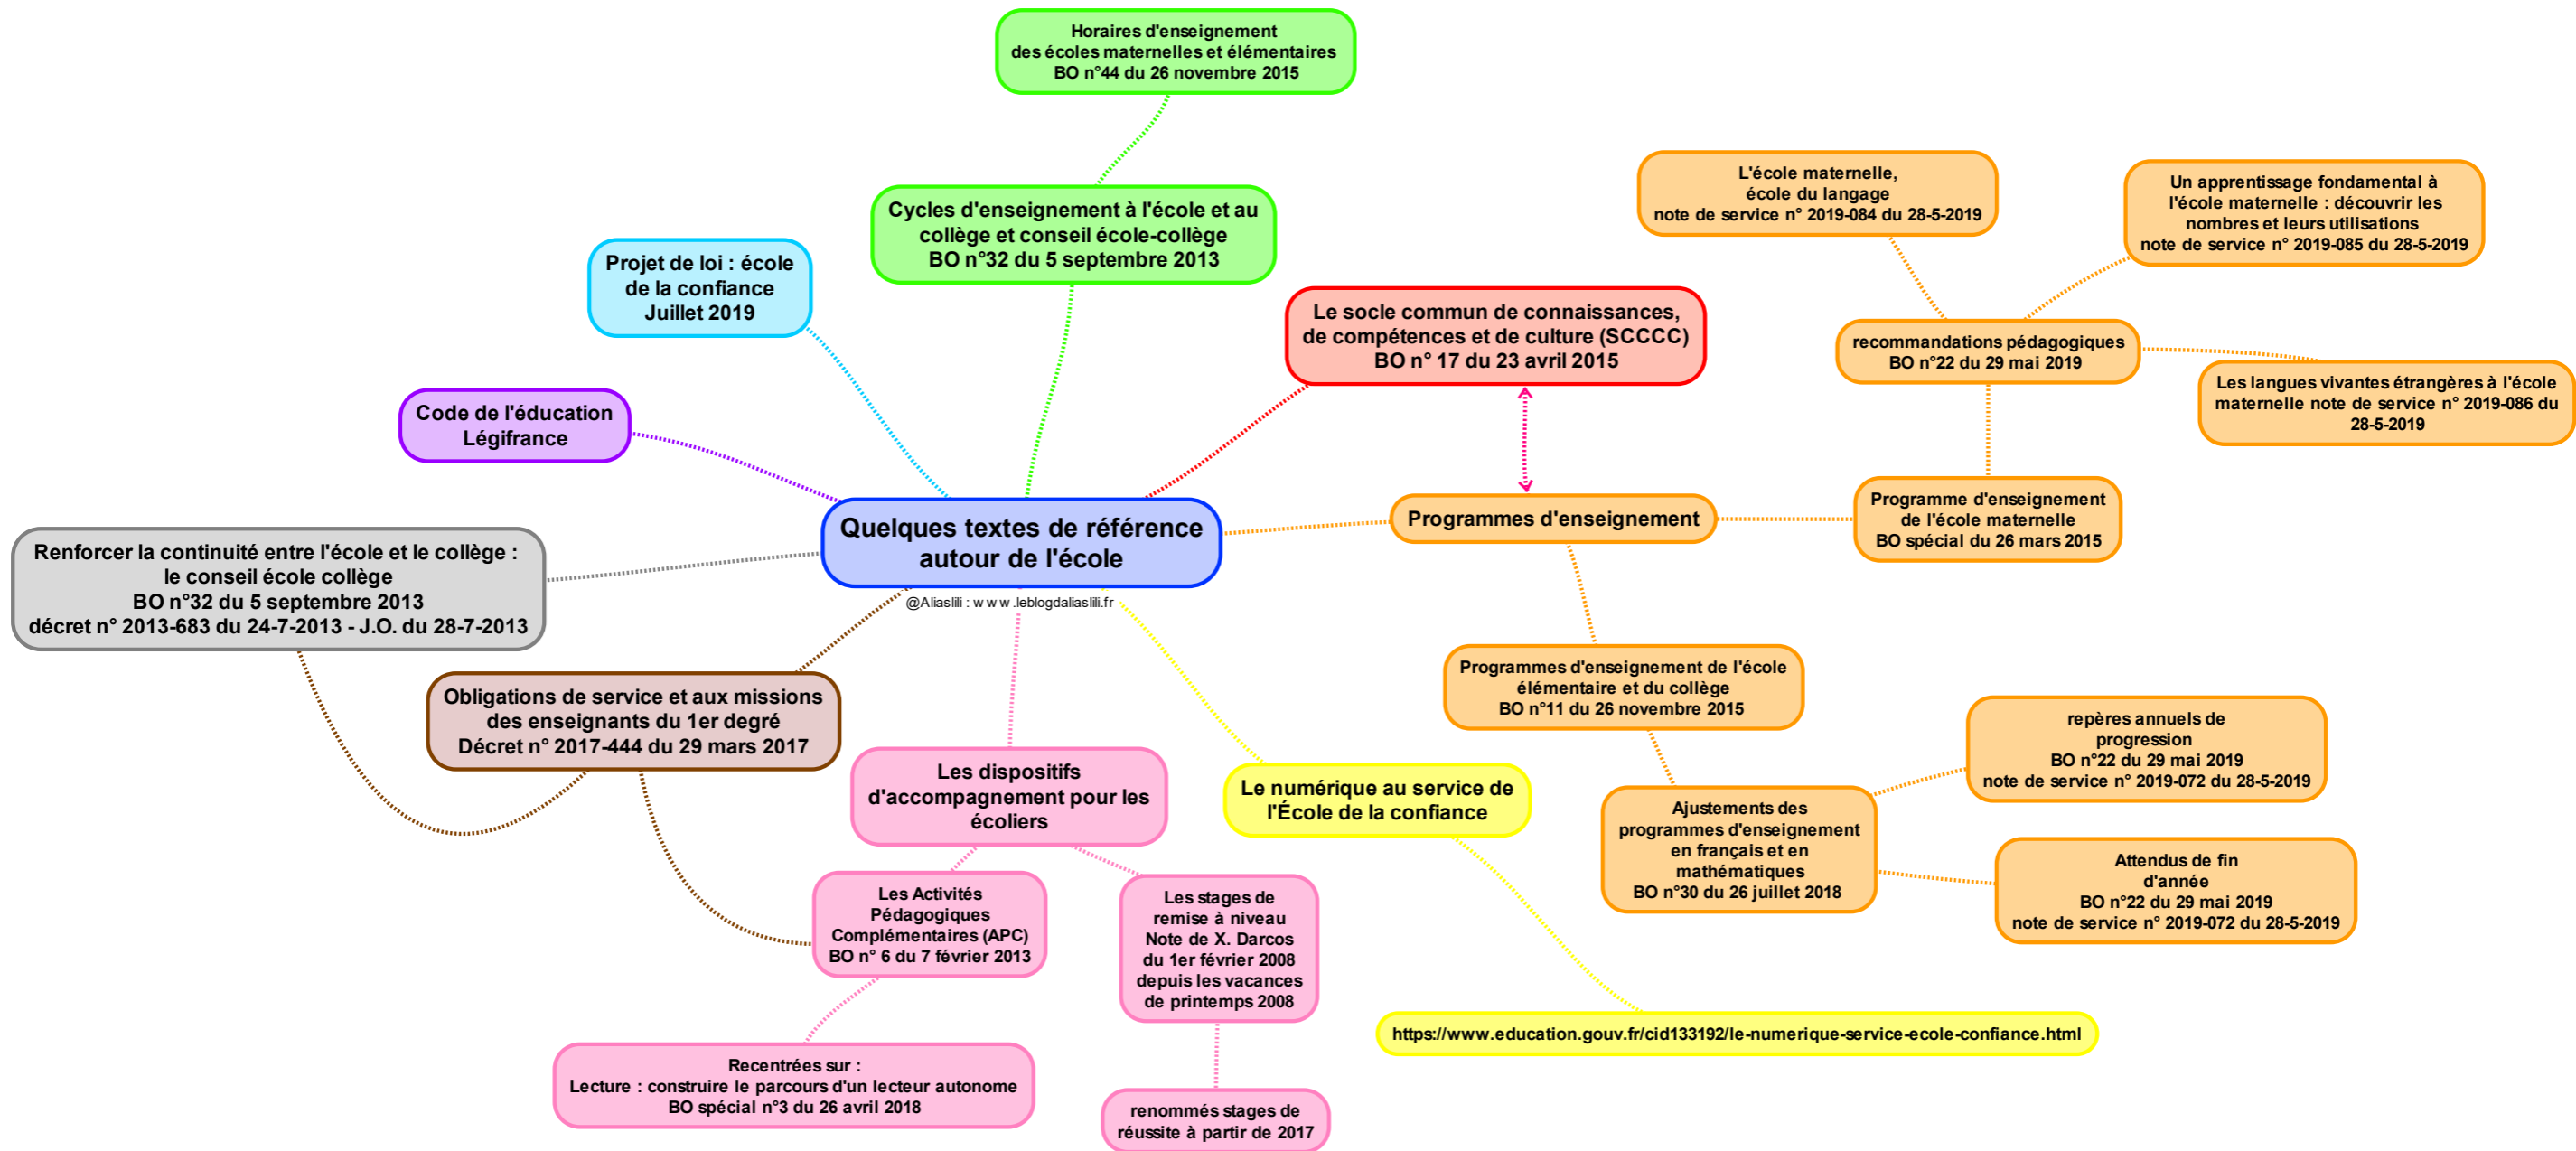 Horaires d'enseignement
des écoles maternelles et élémentaires
BO n°44 du 26 novembre 2015
Cycles d'enseignement à l'école et au
collège et conseil école-collège
BO n°32 du 5 septembre 2013
Projet de loi : école
de la confiance
Juillet 2019
Code de l'éducation
Légifrance
Le socle commun de connaissances,
de compétences et de culture (SCCCC)
BO n° 17 du 23 avril 2015
L'école maternelle,
école du langage
note de service n° 2019-084 du 28-5-2019
Un apprentissage fondamental à
l'école maternelle : découvrir les
nombres et leurs utilisations
note de service n° 2019-085 du 28-5-2019
recommandations pédagogiques
BO n°22 du 29 mai 2019
Les langues vivantes étrangères à l'école
maternelle note de service n° 2019-086 du
28-5-2019
Programme d'enseignement
de l'école maternelle
BO spécial du 26 mars 2015
Programmes d'enseignement
Quelques textes de référence
autour de l'école
@Aliaslili : www.leblogdaliaslili.fr
Renforcer la continuité entre l'école et le collège :
le conseil école collège
BO n°32 du 5 septembre 2013
décret n° 2013-683 du 24-7-2013 - J.O. du 28-7-2013
Obligations de service et aux missions
des enseignants du 1er degré
Décret n° 2017-444 du 29 mars 2017
Les dispositifs
d'accompagnement pour les
écoliers
Le numérique au service de
l'École de la confiance
Programmes d'enseignement de l'école
élémentaire et du collège
BO n°11 du 26 novembre 2015
repères annuels de
progression
BO n°22 du 29 mai 2019
note de service n° 2019-072 du 28-5-2019
Ajustements des
programmes d'enseignement
en français et en
mathématiques
BO n°30 du 26 juillet 2018
Attendus de fin
d'année
BO n°22 du 29 mai 2019
note de service n° 2019-072 du 28-5-2019
Les Activités
Pédagogiques
Complémentaires (APC)
BO n° 6 du 7 février 2013
Les stages de
remise à niveau
Note de X. Darcos
du 1er février 2008
depuis les vacances
de printemps 2008
https://www.education.gouv.fr/cid133192/le-numerique-service-ecole-confiance.html
Recentrées sur :
Lecture : construire le parcours d'un lecteur autonome
BO spécial n°3 du 26 avril 2018
renommés stages de
réussite à partir de 2017